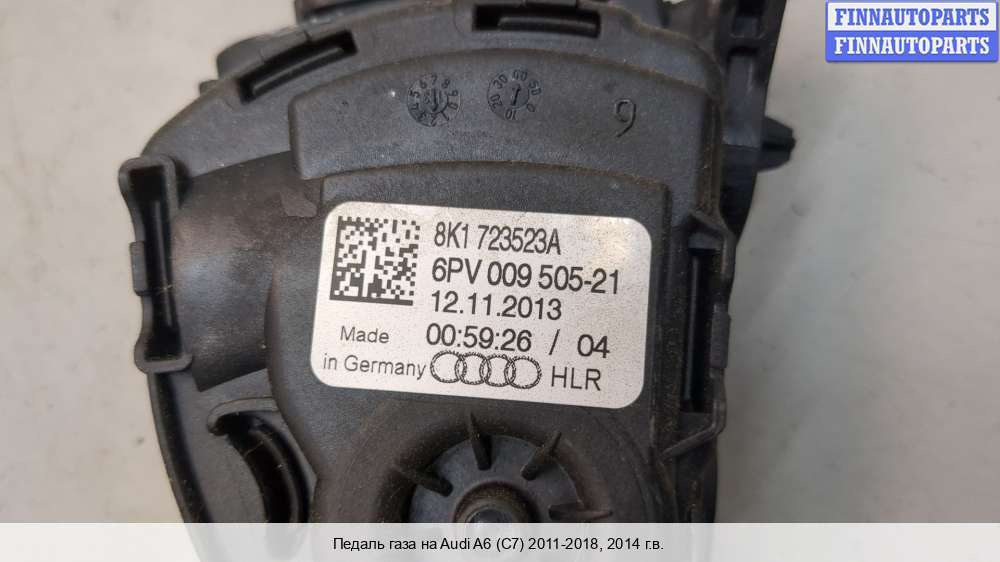 FINNAUTOPARTS
FINNAUTOPARTS
9
8K1 723523A
6PV 009 505-21
12.11.2013
Made 00:59:26 / 04
in Germany HLR
Педаль газа на Audi A6 (C7) 2011-2018, 2014 г.в.